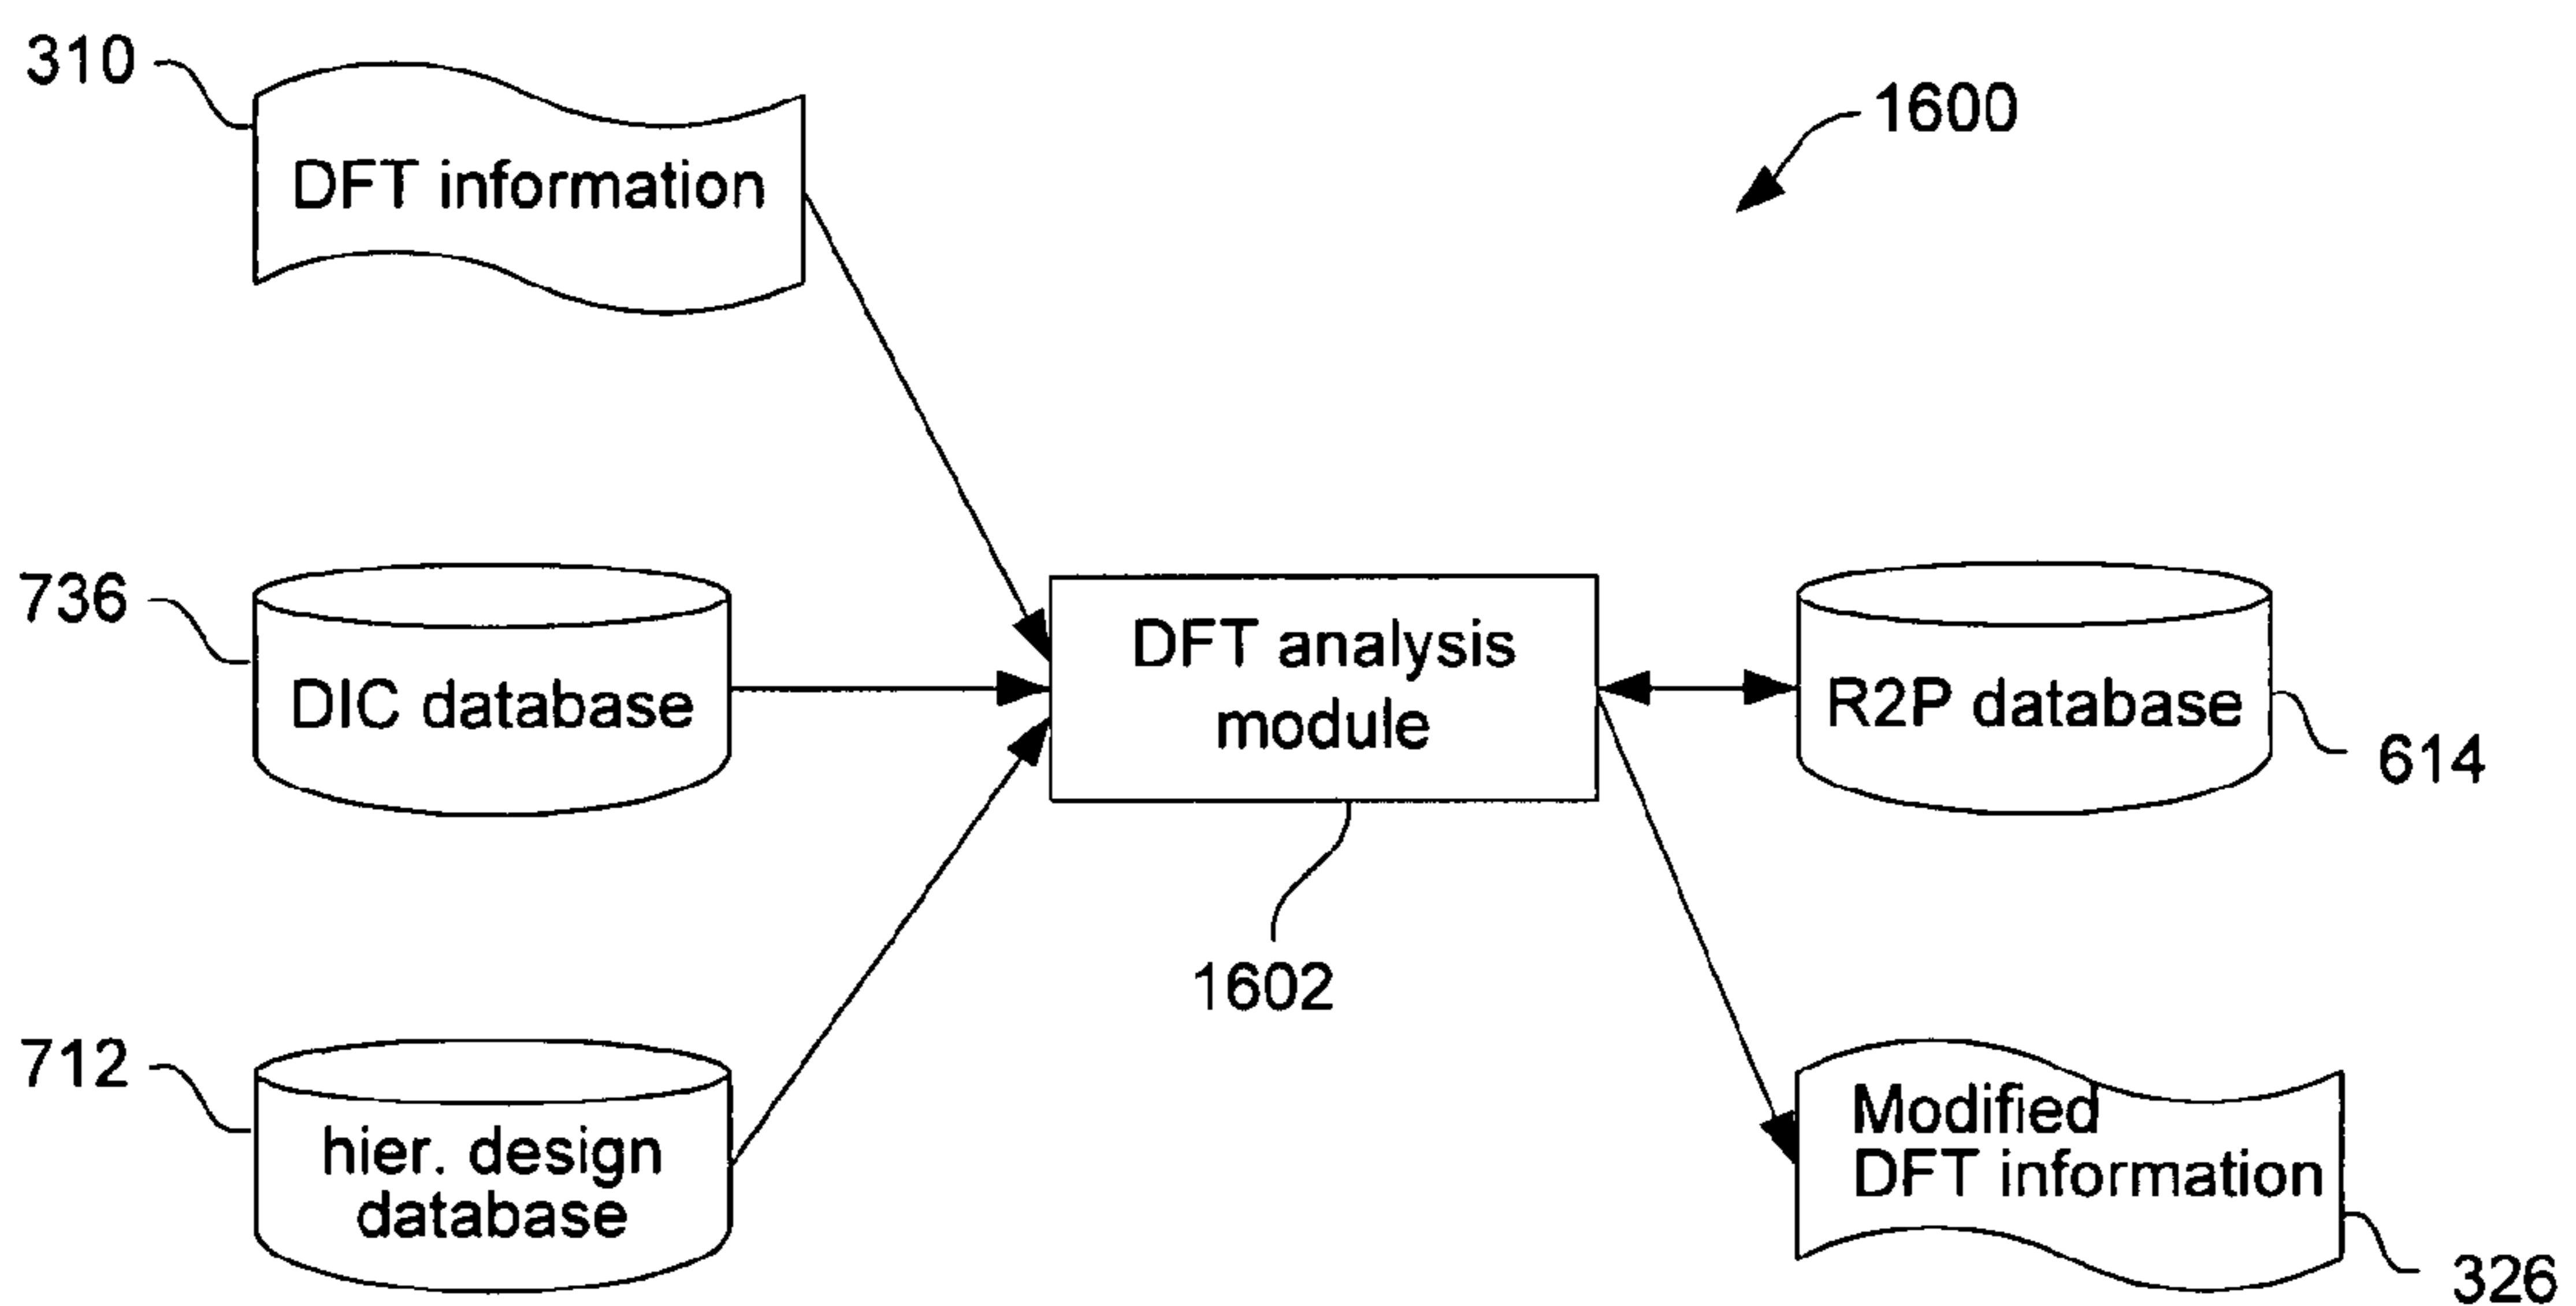 310
DFT information
1600
736
DIC database
DFT analysis
module
R2P database
614
1602
712
hier. design
database
Modified
DFT information
326